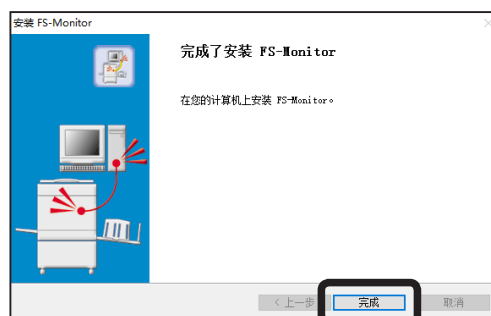 安装 FS-Monitor
完成了安装 FS-Monitor
在您的计算机上安装 FS-Monitor。
< 上一步
完成
取消